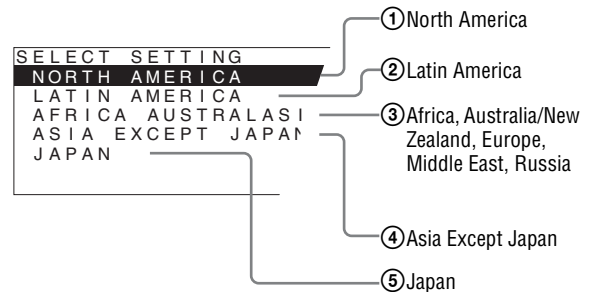 SELECT SETTING
NORTH AMERICA
LATIN AMERICA
AFRICA AUSTRALASI
ASIA EXCEPT JAPAN
JAPAN
①North America
②Latin America
③Africa, Australia/New
Zealand, Europe,
Middle East, Russia
④Asia Except Japan
⑤Japan